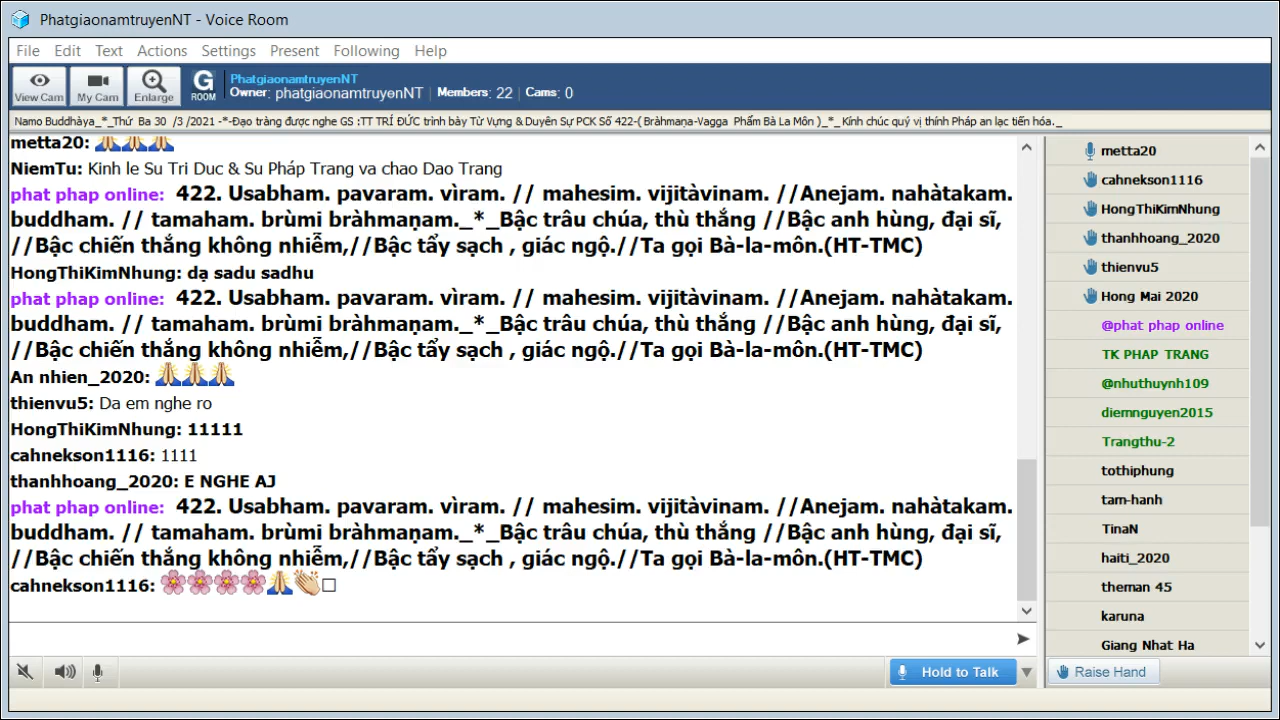 PhatgiaonamtruyenNT - Voice Room
File Edit Text Actions Settings Present Following Help
View Cam My Cam Enlarge G ROOM
PhatgiaonamtruyenNT
Owner: phatgiaonamtruyenNT | Members: 22 | Cams: 0
Namo Buddhàya_*_Thứ Ba 30 /3 /2021 -*-Đạo tràng được nghe GS :TT TRÍ ĐỨC trình bày Từ Vựng & Duyên Sự PCK Số 422-( Bràhmaṇa-Vagga Phẩm Bà La Môn )_*_ Kính chúc quý vị thính Pháp an lạc tiến hóa._
metta20: 🙏🙏🙏
NiemTu: Kinh le Su Tri Duc & Su Pháp Trang va chao Dao Trang
phat phap online: 422. Usabham. pavaram. vìram. // mahesim. vijitàvinam. //Anejam. nahàtakam.
buddham. // tamaham. brùmi bràhmaṇam._*_Bậc trâu chúa, thù thắng //Bậc anh hùng, đại sĩ,
//Bậc chiến thắng không nhiễm,//Bậc tẩy sạch , giác ngộ.//Ta gọi Bà-la-môn.(HT-TMC)
HongThiKimNhung: dạ sadu sadhu
phat phap online: 422. Usabham. pavaram. vìram. // mahesim. vijitàvinam. //Anejam. nahàtakam.
buddham. // tamaham. brùmi bràhmaṇam._*_Bậc trâu chúa, thù thắng //Bậc anh hùng, đại sĩ,
//Bậc chiến thắng không nhiễm,//Bậc tẩy sạch , giác ngộ.//Ta gọi Bà-la-môn.(HT-TMC)
An nhien_2020: 🙏🙏🙏
thienvu5: Da em nghe ro
HongThiKimNhung: 11111
cahnekson1116: 1111
thanhhoang_2020: E NGHE AJ
phat phap online: 422. Usabham. pavaram. vìram. // mahesim. vijitàvinam. //Anejam. nahàtakam.
buddham. // tamaham. brùmi bràhmaṇam._*_Bậc trâu chúa, thù thắng //Bậc anh hùng, đại sĩ,
//Bậc chiến thắng không nhiễm,//Bậc tẩy sạch , giác ngộ.//Ta gọi Bà-la-môn.(HT-TMC)
cahnekson1116: 🌸🌸🌸🌸🙏👏□
Hold to Talk
metta20
cahnekson1116
HongThiKimNhung
thanhhoang_2020
thienvu5
Hong Mai 2020
@phat phap online
TK PHAP TRANG
@nhuthuynh109
diemnguyen2015
Trangthu-2
tothiphung
tam-hanh
TinaN
haiti_2020
theman 45
karuna
Giang Nhat Ha
Raise Hand